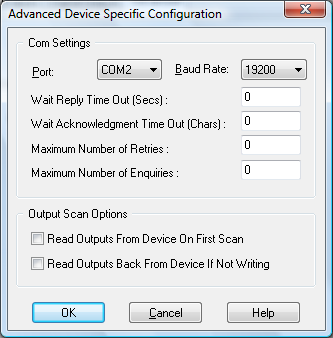 Advanced Device Specific Configuration
Com Settings
Port: COM2 Baud Rate: 19200
Wait Reply Time Out (Secs) : 0
Wait Acknowledgment Time Out (Chars) : 0
Maximum Number of Retries : 0
Maximum Number of Enquiries : 0
Output Scan Options
Read Outputs From Device On First Scan
Read Outputs Back From Device If Not Writing
OK Cancel Help